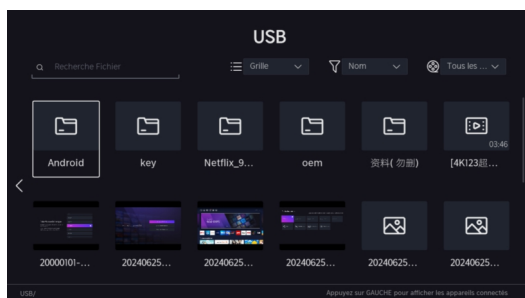 USB
Recherche Fichier
Grille
Nom
Tous les ...
Android
key
Netflix_9...
oem
资料( 勿删)
03:46
[4K123超...
20000101-...
20240625...
20240625...
20240625...
20240625...
20240625...
USB/
Appuyez sur GAUCHE pour afficher les appareils connectés